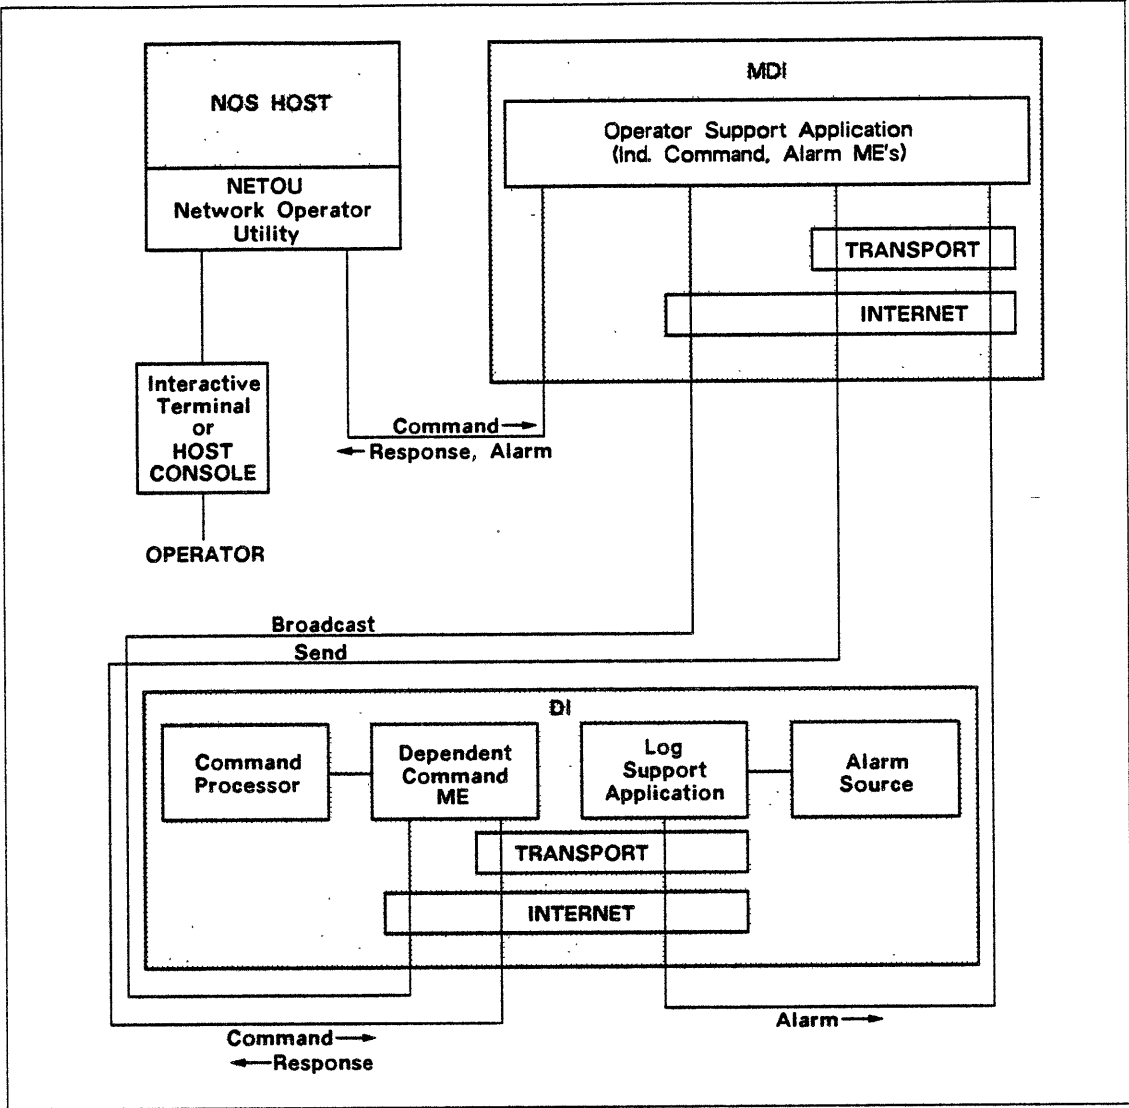 NOS HOST
NETOU
Network Operator
Utility
MDI
Operator Support Application
(Ind. Command, Alarm ME's)
TRANSPORT
INTERNET
Interactive
Terminal
or
HOST
CONSOLE
OPERATOR
Command
Response, Alarm
Broadcast
Send
DI
Command
Processor
Dependent
Command
ME
Log
Support
Application
Alarm
Source
TRANSPORT
INTERNET
Command
Response
Alarm